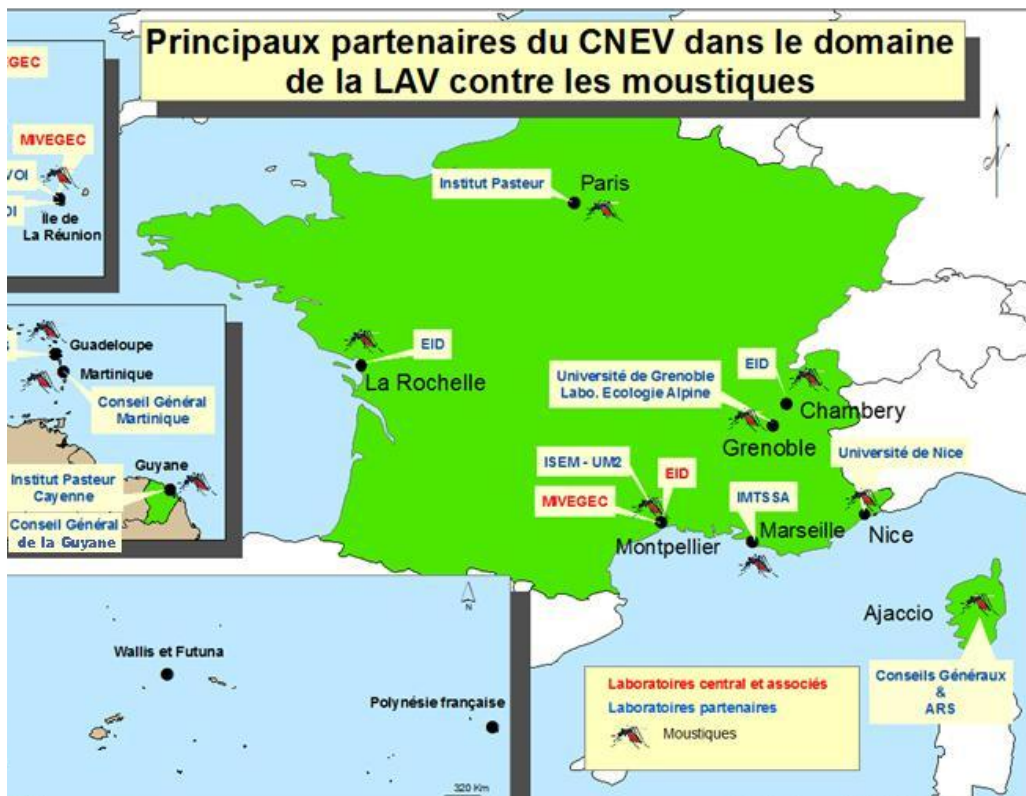 Principaux partenaires du CNEV dans le domaine
de la LAV contre les moustiques
MIVEGEC
Île de
La Réunion
Institut Pasteur
Paris
EID
La Rochelle
Guadeloupe
Martinique
Conseil Général
Martinique
Guyane
Institut Pasteur
Cayenne
Conseil Général
de la Guyane
Université de Grenoble
Labo. Ecologie Alpine
EID
Chambery
Grenoble
ISEM - UM2
EID
MIVEGEC
Montpellier
IMTSSA
Marseille
Université de Nice
Nice
Ajaccio
Conseils Généraux
&
ARS
N
Wallis et Futuna
Polynésie française
320 Km
Laboratoires central et associés
Laboratoires partenaires
Moustiques